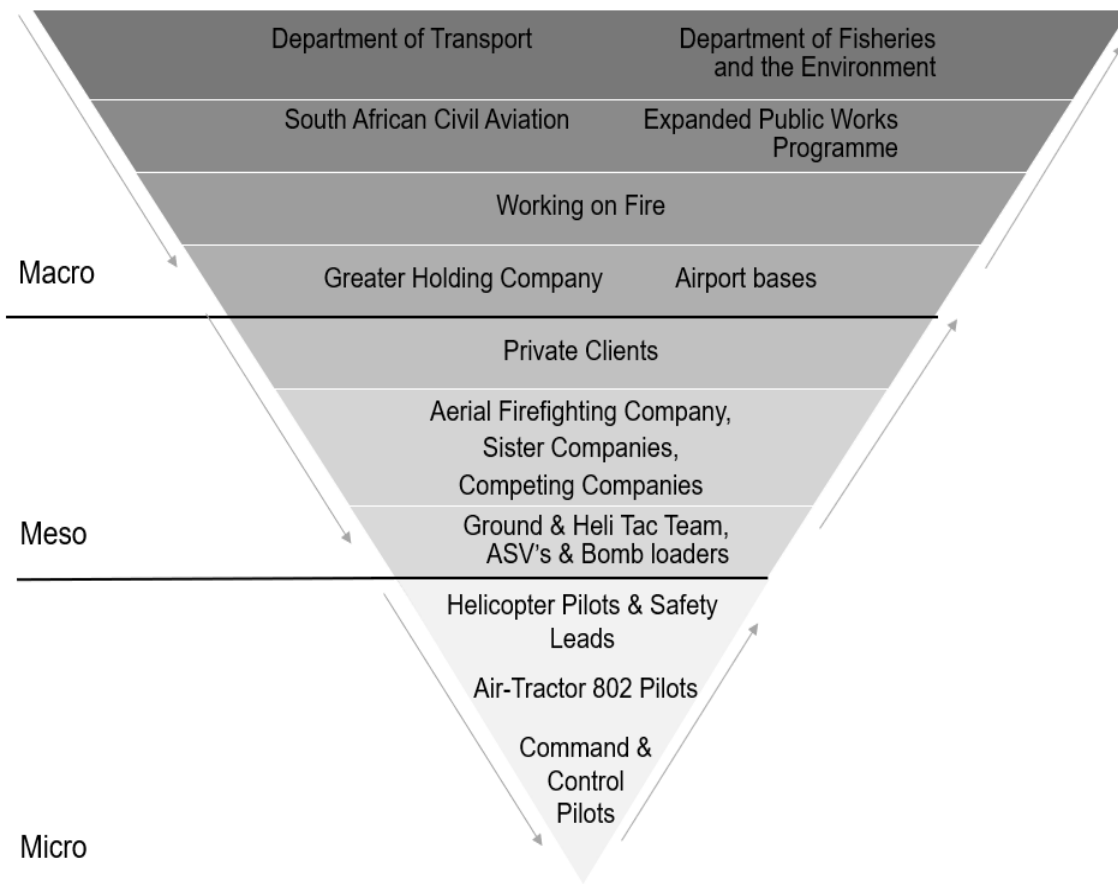 Department of Transport
Department of Fisheries
and the Environment
South African Civil Aviation
Expanded Public Works
Programme
Working on Fire
Macro
Greater Holding Company
Airport bases
Private Clients
Aerial Firefighting Company,
Sister Companies,
Competing Companies
Meso
Ground & Heli Tac Team,
ASV's & Bomb loaders
Helicopter Pilots & Safety
Leads
Air-Tractor 802 Pilots
Command &
Control
Pilots
Micro